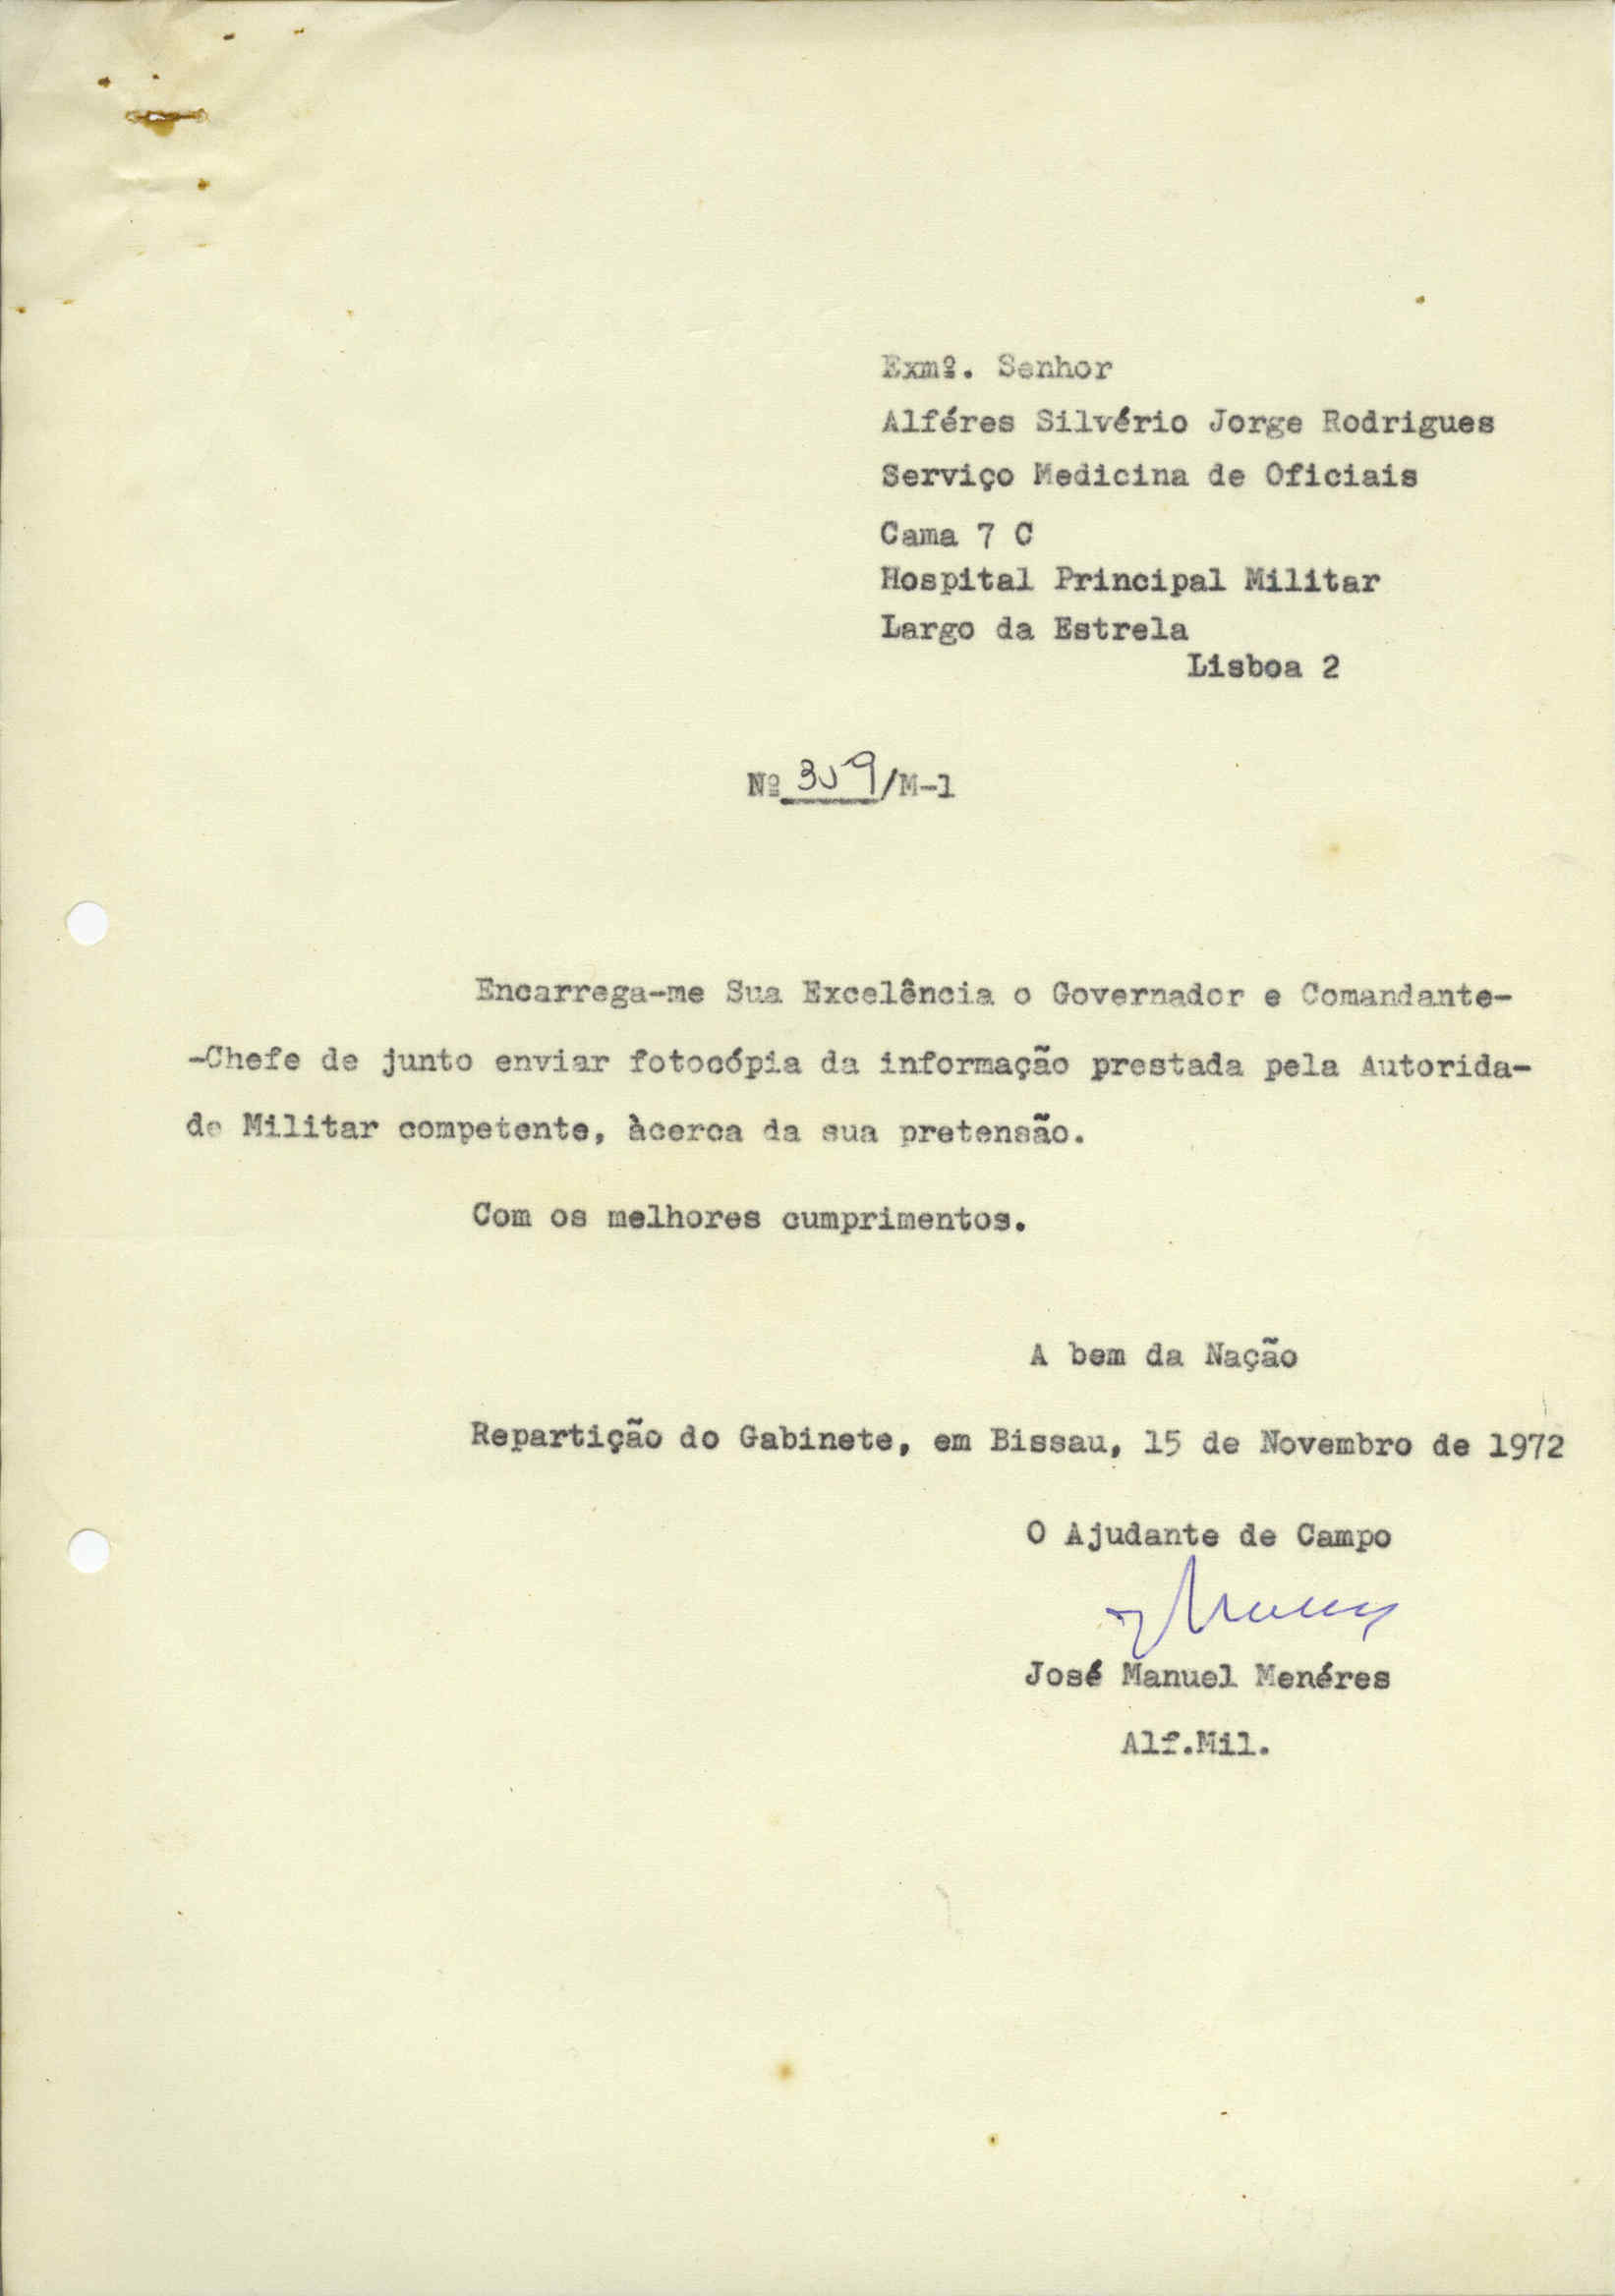 Exmº. Senhor
Alféres Silvério Jorge Rodrigues
Serviço Medicina de Oficiais
Cama 7 C
Hospital Principal Militar
Largo da Estrela
Lisboa 2
Nº 359/M-1
Encarrega-me Sua Excelência o Governador e Comandante-
-Chefe de junto enviar fotocópia da informação prestada pela Autorida-
de Militar competente, àcerca da sua pretensão.
Com os melhores cumprimentos.
A bem da Nação
Repartição do Gabinete, em Bissau, 15 de Novembro de 1972
O Ajudante de Campo
José Manuel Menéres
Alf.Mil.